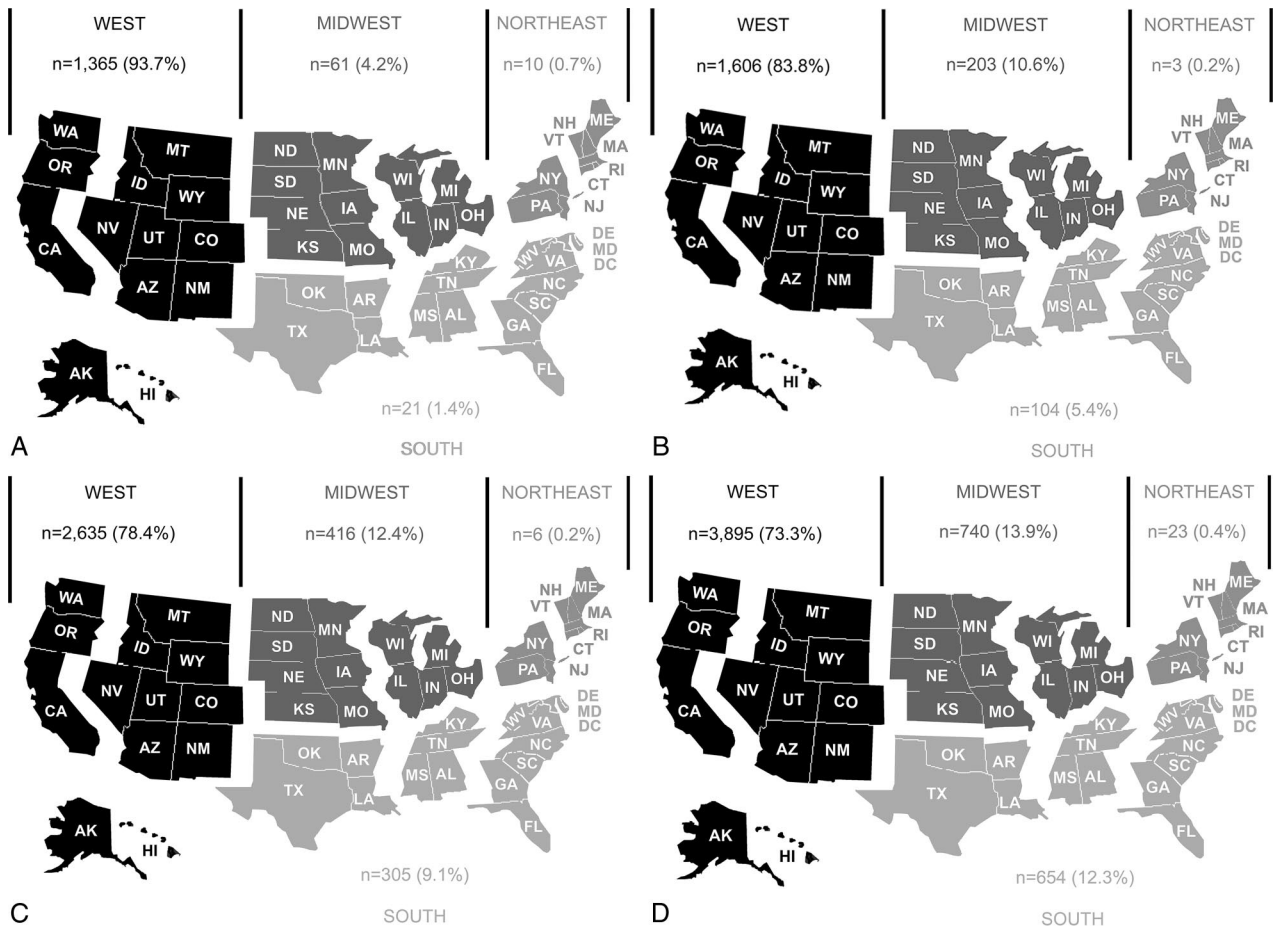 WEST
n=1,365 (93.7%)
MIDWEST
n=61 (4.2%)
NORTHEAST
n=10 (0.7%)
WA
OR
CA
MT
ID
WY
NV
UT
CO
AZ
NM
AK
HI
ND
SD
NE
KS
MN
IA
MO
WI
IL
MI
IN
OH
NH
VT
ME
MA
RI
CT
NJ
NY
PA
DE
MD
DC
WV
VA
KY
TN
NC
SC
OK
AR
TX
LA
MS
AL
GA
FL
n=21 (1.4%)
SOUTH
A
WEST
n=1,606 (83.8%)
MIDWEST
n=203 (10.6%)
NORTHEAST
n=3 (0.2%)
WA
OR
CA
MT
ID
WY
NV
UT
CO
AZ
NM
AK
HI
ND
SD
NE
KS
MN
IA
MO
WI
IL
MI
IN
OH
NH
VT
ME
MA
RI
CT
NJ
NY
PA
DE
MD
DC
WV
VA
KY
TN
NC
SC
OK
AR
TX
LA
MS
AL
GA
FL
n=104 (5.4%)
SOUTH
B
WEST
n=2,635 (78.4%)
MIDWEST
n=416 (12.4%)
NORTHEAST
n=6 (0.2%)
WA
OR
CA
MT
ID
WY
NV
UT
CO
AZ
NM
AK
HI
ND
SD
NE
KS
MN
IA
MO
WI
IL
MI
IN
OH
NH
VT
ME
MA
RI
CT
NJ
NY
PA
DE
MD
DC
WV
VA
KY
TN
NC
SC
OK
AR
TX
LA
MS
AL
GA
FL
n=305 (9.1%)
SOUTH
C
WEST
n=3,895 (73.3%)
MIDWEST
n=740 (13.9%)
NORTHEAST
n=23 (0.4%)
WA
OR
CA
MT
ID
WY
NV
UT
CO
AZ
NM
AK
HI
ND
SD
NE
KS
MN
IA
MO
WI
IL
MI
IN
OH
NH
VT
ME
MA
RI
CT
NJ
NY
PA
DE
MD
DC
WV
VA
KY
TN
NC
SC
OK
AR
TX
LA
MS
AL
GA
FL
n=654 (12.3%)
SOUTH
D